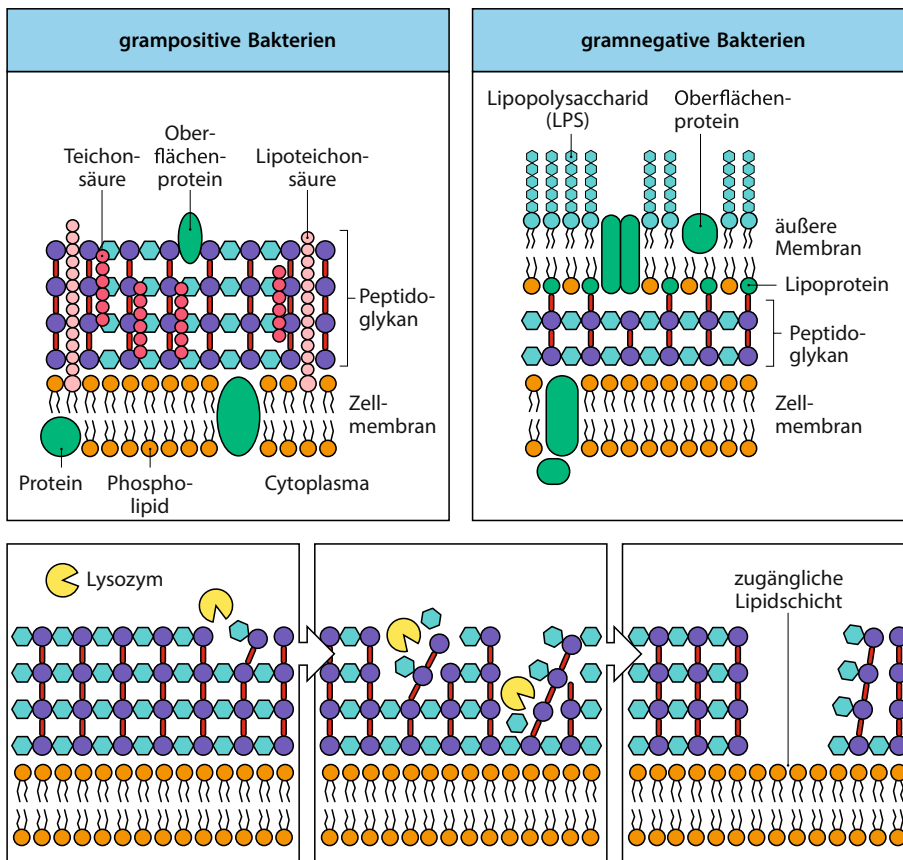 grampositive Bakterien
Teichon-
säure
Ober-
flächen-
protein
Lipoteichon-
säure
Peptido-
glykan
Zell-
membran
Protein
Phospho-
lipid
Cytoplasma
gramnegative Bakterien
Lipopolysaccharid
(LPS)
Oberflächen-
protein
äußere
Membran
Lipoprotein
Peptido-
glykan
Zell-
membran
Lysozym
zugängliche
Lipidschicht